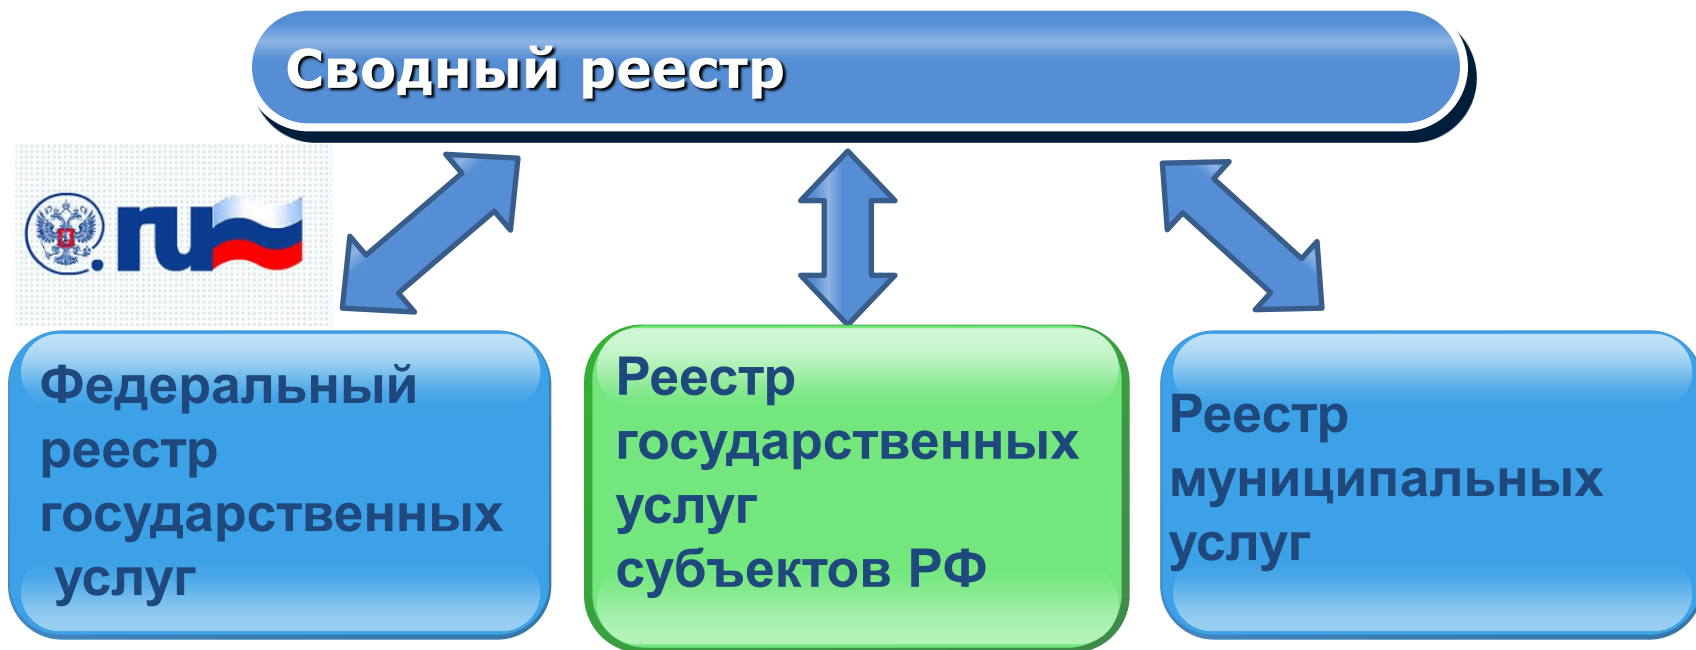 Сводный реестр
.ru
Федеральный
реестр
государственных
услуг
Реестр
государственных
услуг
субъектов РФ
Реестр
муниципальных
услуг